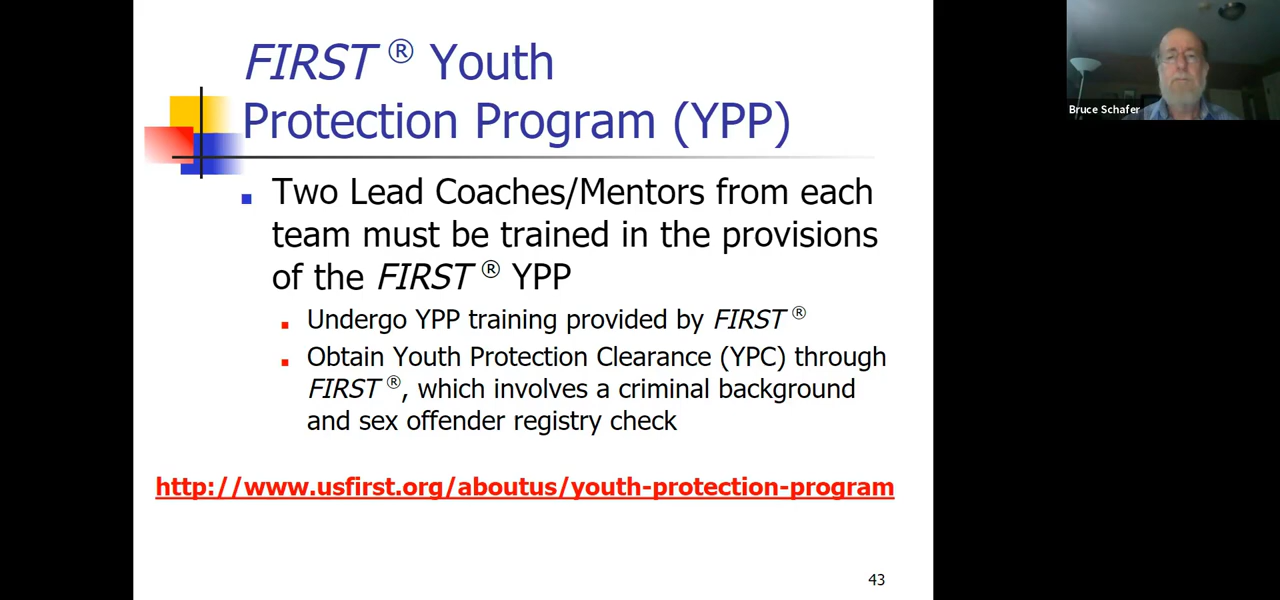 FIRST ® Youth
Protection Program (YPP)
Two Lead Coaches/Mentors from each
team must be trained in the provisions
of the FIRST ® YPP
Undergo YPP training provided by FIRST ®
Obtain Youth Protection Clearance (YPC) through
FIRST ®, which involves a criminal background
and sex offender registry check
http://www.usfirst.org/aboutus/youth-protection-program
43
Bruce Schafer